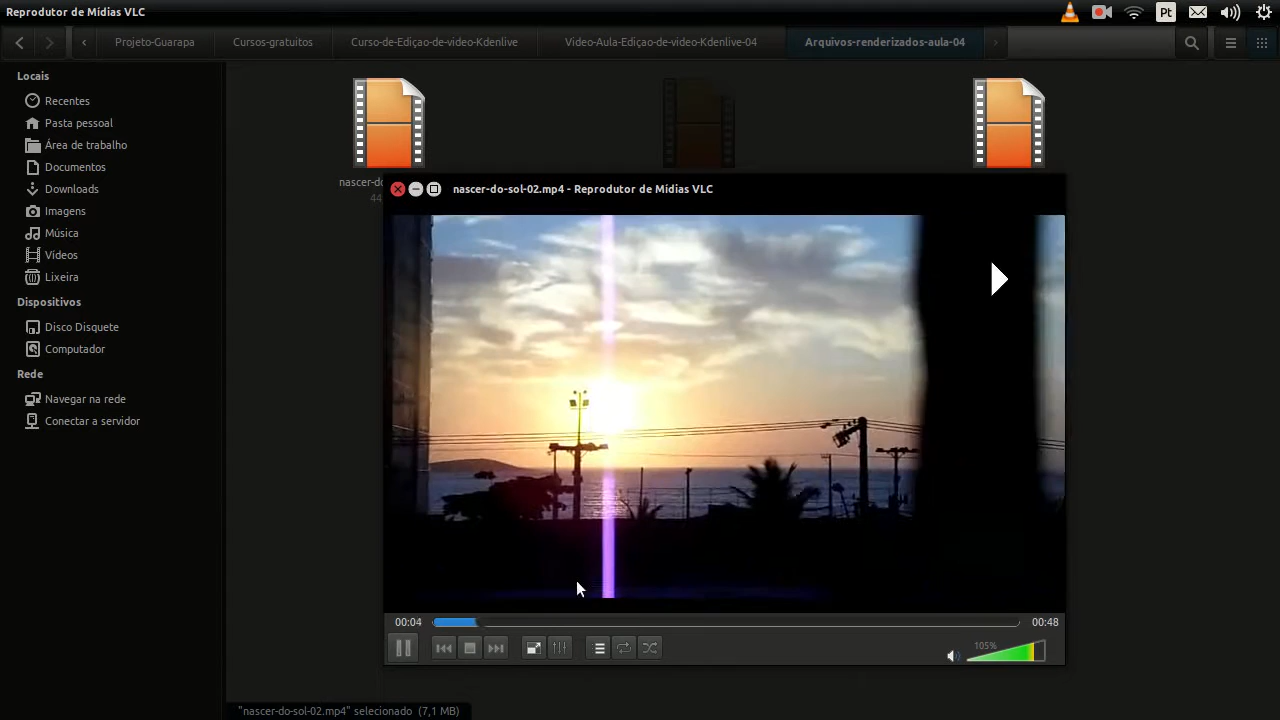 Reprodutor de Mídias VLC
Pt
Projeto-Guarapa
Cursos-gratuitos
Curso-de-Ediçao-de-video-Kdenlive
Video-Aula-Ediçao-de-video-Kdenlive-04
Arquivos-renderizados-aula-04
Locais
Recentes
Pasta pessoal
Área de trabalho
Documentos
Downloads
Imagens
Música
Vídeos
Lixeira
Dispositivos
Disco Disquete
Computador
Rede
Navegar na rede
Conectar a servidor
nascer-do-sol-02.mp4 - Reprodutor de Mídias VLC
00:04
00:48
105%
"nascer-do-sol-02.mp4" selecionado (7,1 MB)